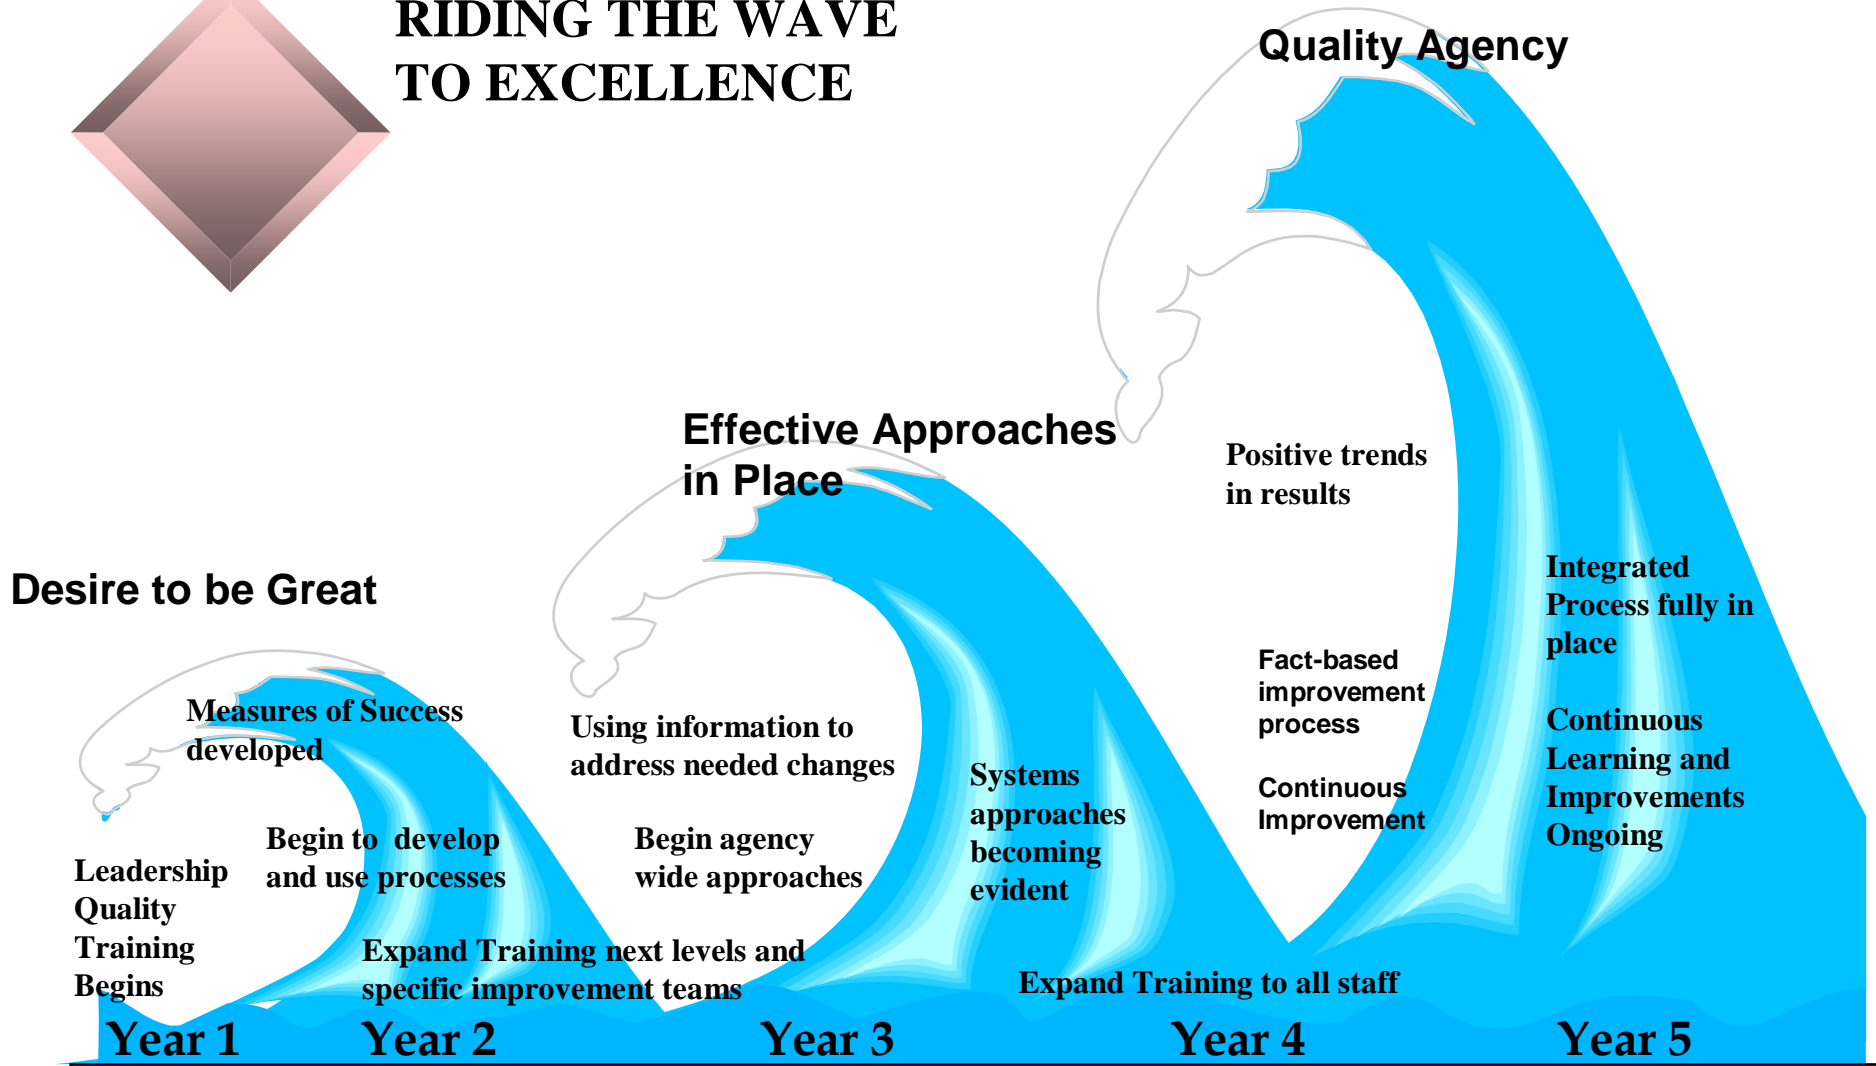 RIDING THE WAVE
TO EXCELLENCE
Quality Agency
Effective Approaches
in Place
Desire to be Great
Measures of Success
developed
Begin to  develop
and use processes
Leadership
Quality
Training
Begins
Expand Training next levels and
specific improvement teams
Using information to
address needed changes
Begin agency
wide approaches
Systems
approaches
becoming
evident
Expand Training to all staff
Positive trends
in results
Fact-based
improvement
process
Continuous
Improvement
Integrated
Process fully in
place
Continuous
Learning and
Improvements
Ongoing
Year 1
Year 2
Year 3
Year 4
Year 5